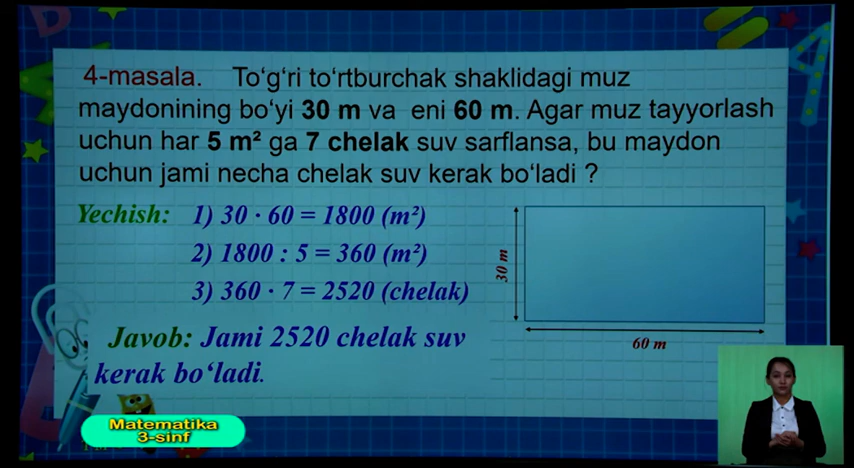 4-masala. To‘g‘ri to‘rtburchak shaklidagi muz
maydonining bo‘yi 30 m va eni 60 m. Agar muz tayyorlash
uchun har 5 m² ga 7 chelak suv sarflansa, bu maydon
uchun jami necha chelak suv kerak bo‘ladi ?
Yechish: 1) 30 · 60 = 1800 (m²)
2) 1800 : 5 = 360 (m²)
3) 360 · 7 = 2520 (chelak)
30 m
60 m
Javob: Jami 2520 chelak suv
kerak bo‘ladi.
Matematika
3-sinf